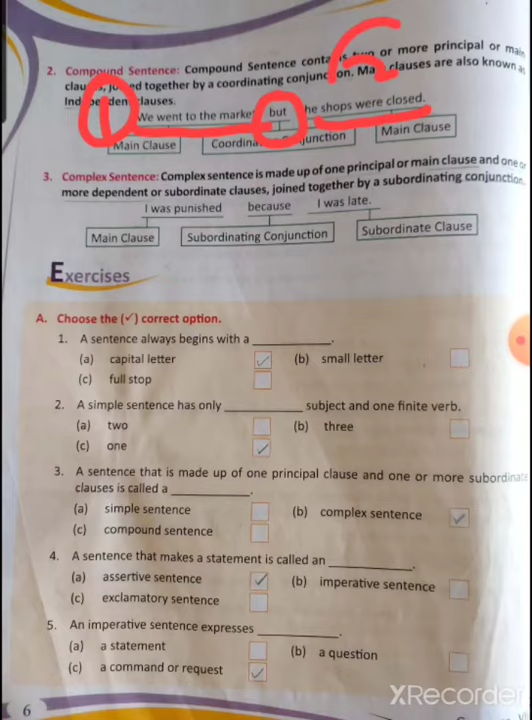 2. Compound Sentence: Compound Sentence or more principal or main
together by a coordinating clauses are also known as
clauses.
We went to the but shops were closed.
Main Clause Main Clause
3. Complex Sentence: Complex sentence is made up of one principal or main clause and one or
more dependent or subordinate clauses, joined together by a subordinating conjunction.
I was punished because I was late.
Main Clause Subordinating Conjunction Subordinate Clause
Exercises
A. Choose the (✓) correct option.
1. A sentence always begins with a ____________.
(a) capital letter ✓ (b) small letter
(c) full stop
2. A simple sentence has only ____________ subject and one finite verb.
(a) two (b) three
(c) one ✓
3. A sentence that is made up of one principal clause and one or more subordinate
clauses is called a ____________.
(a) simple sentence (b) complex sentence ✓
(c) compound sentence
4. A sentence that makes a statement is called an ____________.
(a) assertive sentence ✓ (b) imperative sentence
(c) exclamatory sentence
5. An imperative sentence expresses ____________.
(a) a statement (b) a question
(c) a command or request ✓
6
XRecorder